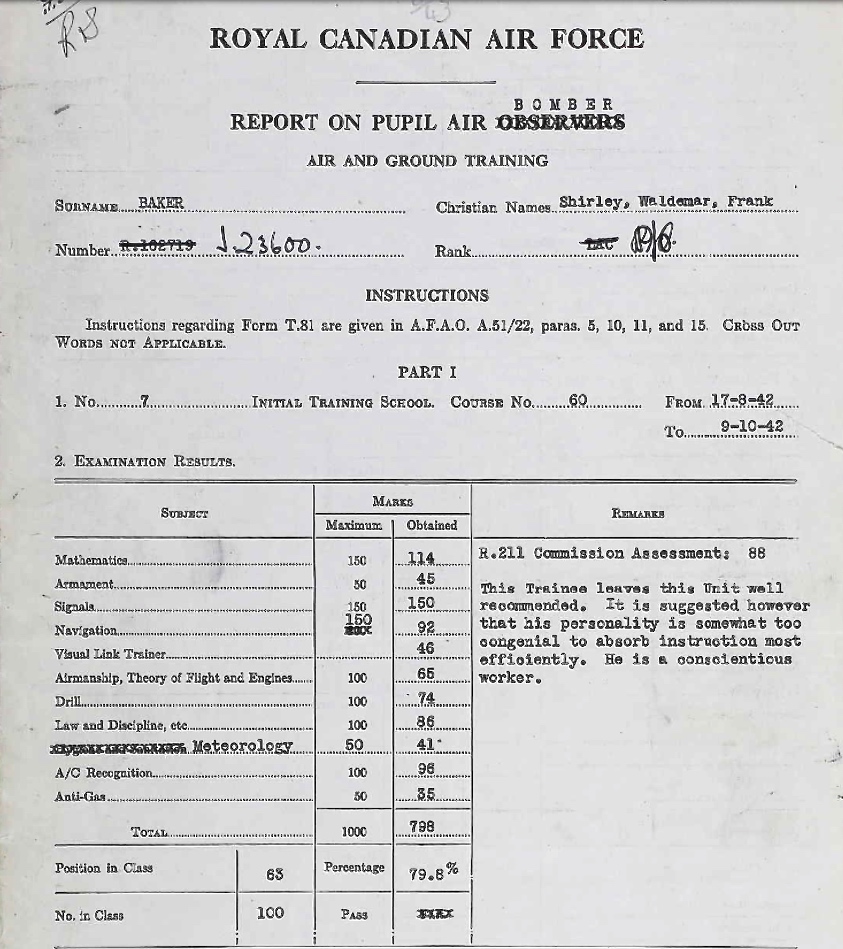 RS
ROYAL CANADIAN AIR FORCE
BOMBER
REPORT ON PUPIL AIR OBSERVERS
AIR AND GROUND TRAINING
SURNAME BAKER Christian Names Shirley, Waldemar, Frank
Number R.102719 J.23600. Rank LAC P/O.
INSTRUCTIONS
Instructions regarding Form T.81 are given in A.F.A.O. A.51/22, paras. 5, 10, 11, and 15. CROSS OUT
WORDS NOT APPLICABLE.
PART I
1. No. 7 INITIAL TRAINING SCHOOL. COURSE NO. 60 FROM 17-8-42
TO 9-10-42
2. EXAMINATION RESULTS.
SUBJECT MARKS REMARKS
Maximum Obtained
Mathematics 150 114 R.211 Commission Assessment: 88
Armament 50 45 This Trainee leaves this Unit well
Signals 150 150 recommended. It is suggested however
Navigation 150 92 that his personality is somewhat too
Visual Link Trainer 46 congenial to absorb instruction most
Airmanship, Theory of Flight and Engines 100 65 efficiently. He is a conscientious
Drill 100 74 worker.
Law and Discipline, etc 100 86
Meteorology 50 41
A/C Recognition 100 96
Anti-Gas 50 35
TOTAL 1000 798
Position in Class 63 Percentage 79.8%
No. in Class 100 PASS